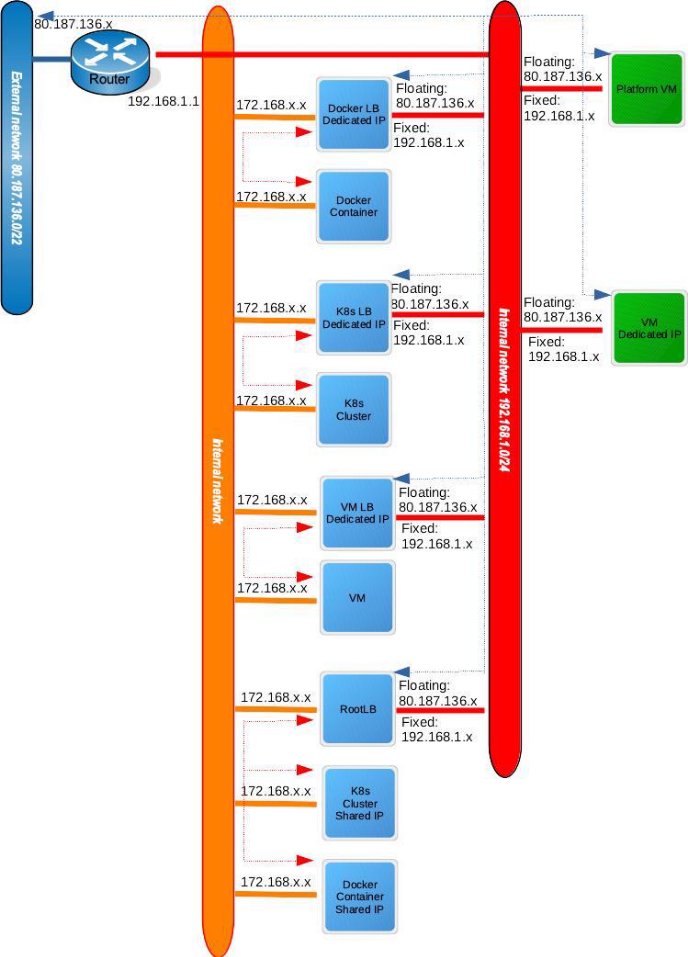 80.187.136.x
External network 80.187.136.0/22
Router
192.168.1.1
Internal network
Internal network 192.168.1.0/24
172.168.x.x
Docker LB
Dedicated IP
Floating:
80.187.136.x
Fixed:
192.168.1.x
Floating:
80.187.136.x
Fixed:
192.168.1.x
Platform VM
172.168.x.x
Docker
Container
172.168.x.x
K8s LB
Dedicated IP
Floating:
80.187.136.x
Fixed:
192.168.1.x
Floating:
80.187.136.x
Fixed:
192.168.1.x
VM
Dedicated IP
172.168.x.x
K8s
Cluster
172.168.x.x
VM LB
Dedicated IP
Floating:
80.187.136.x
Fixed:
192.168.1.x
172.168.x.x
VM
172.168.x.x
RootLB
Floating:
80.187.136.x
Fixed:
192.168.1.x
172.168.x.x
K8s
Cluster
Shared IP
172.168.x.x
Docker
Container
Shared IP